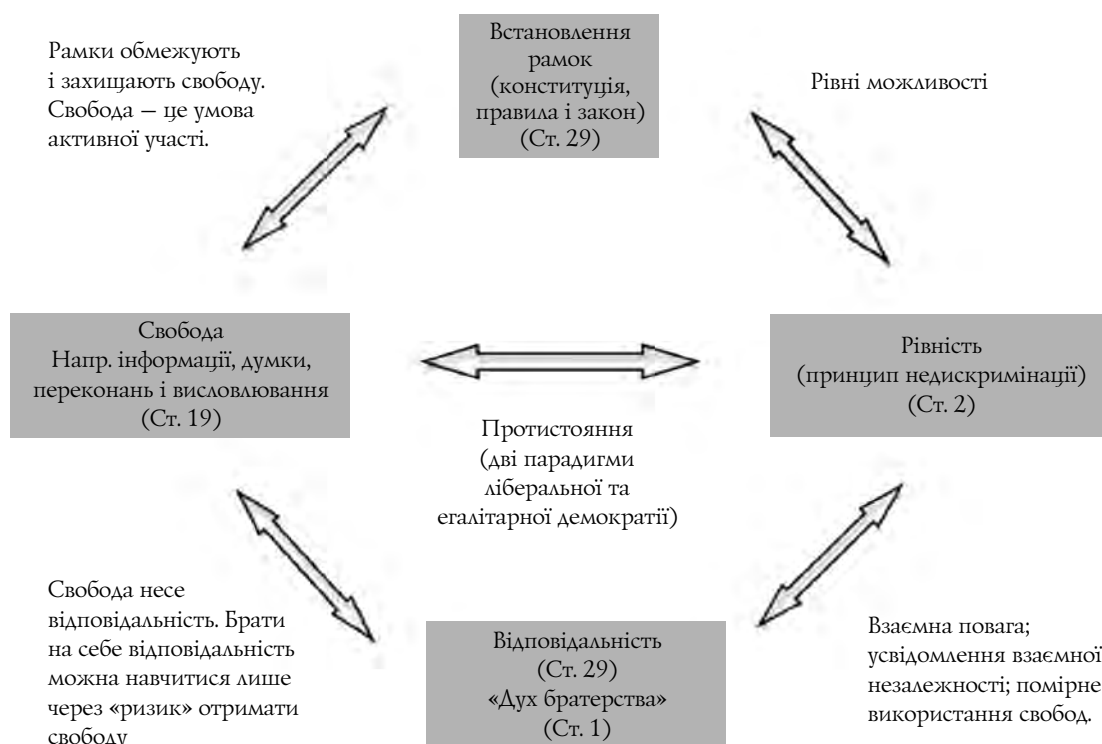 Встановлення
рамок
(конституція,
правила і закон)
(Ст. 29)
Рамки обмежують
і захищають свободу.
Свобода – це умова
активної участі.
Рівні можливості
Свобода
Напр. інформації, думки,
переконань і висловлювання
(Ст. 19)
Рівність
(принцип недискримінації)
(Ст. 2)
Протистояння
(дві парадигми
ліберальної та
егалітарної демократії)
Свобода несе
відповідальність. Брати
на себе відповідальність
можна навчитися лише
через «ризик» отримати
свободу
Відповідальність
(Ст. 29)
«Дух братерства»
(Ст. 1)
Взаємна повага;
усвідомлення взаємної
незалежності; помірне
використання свобод.